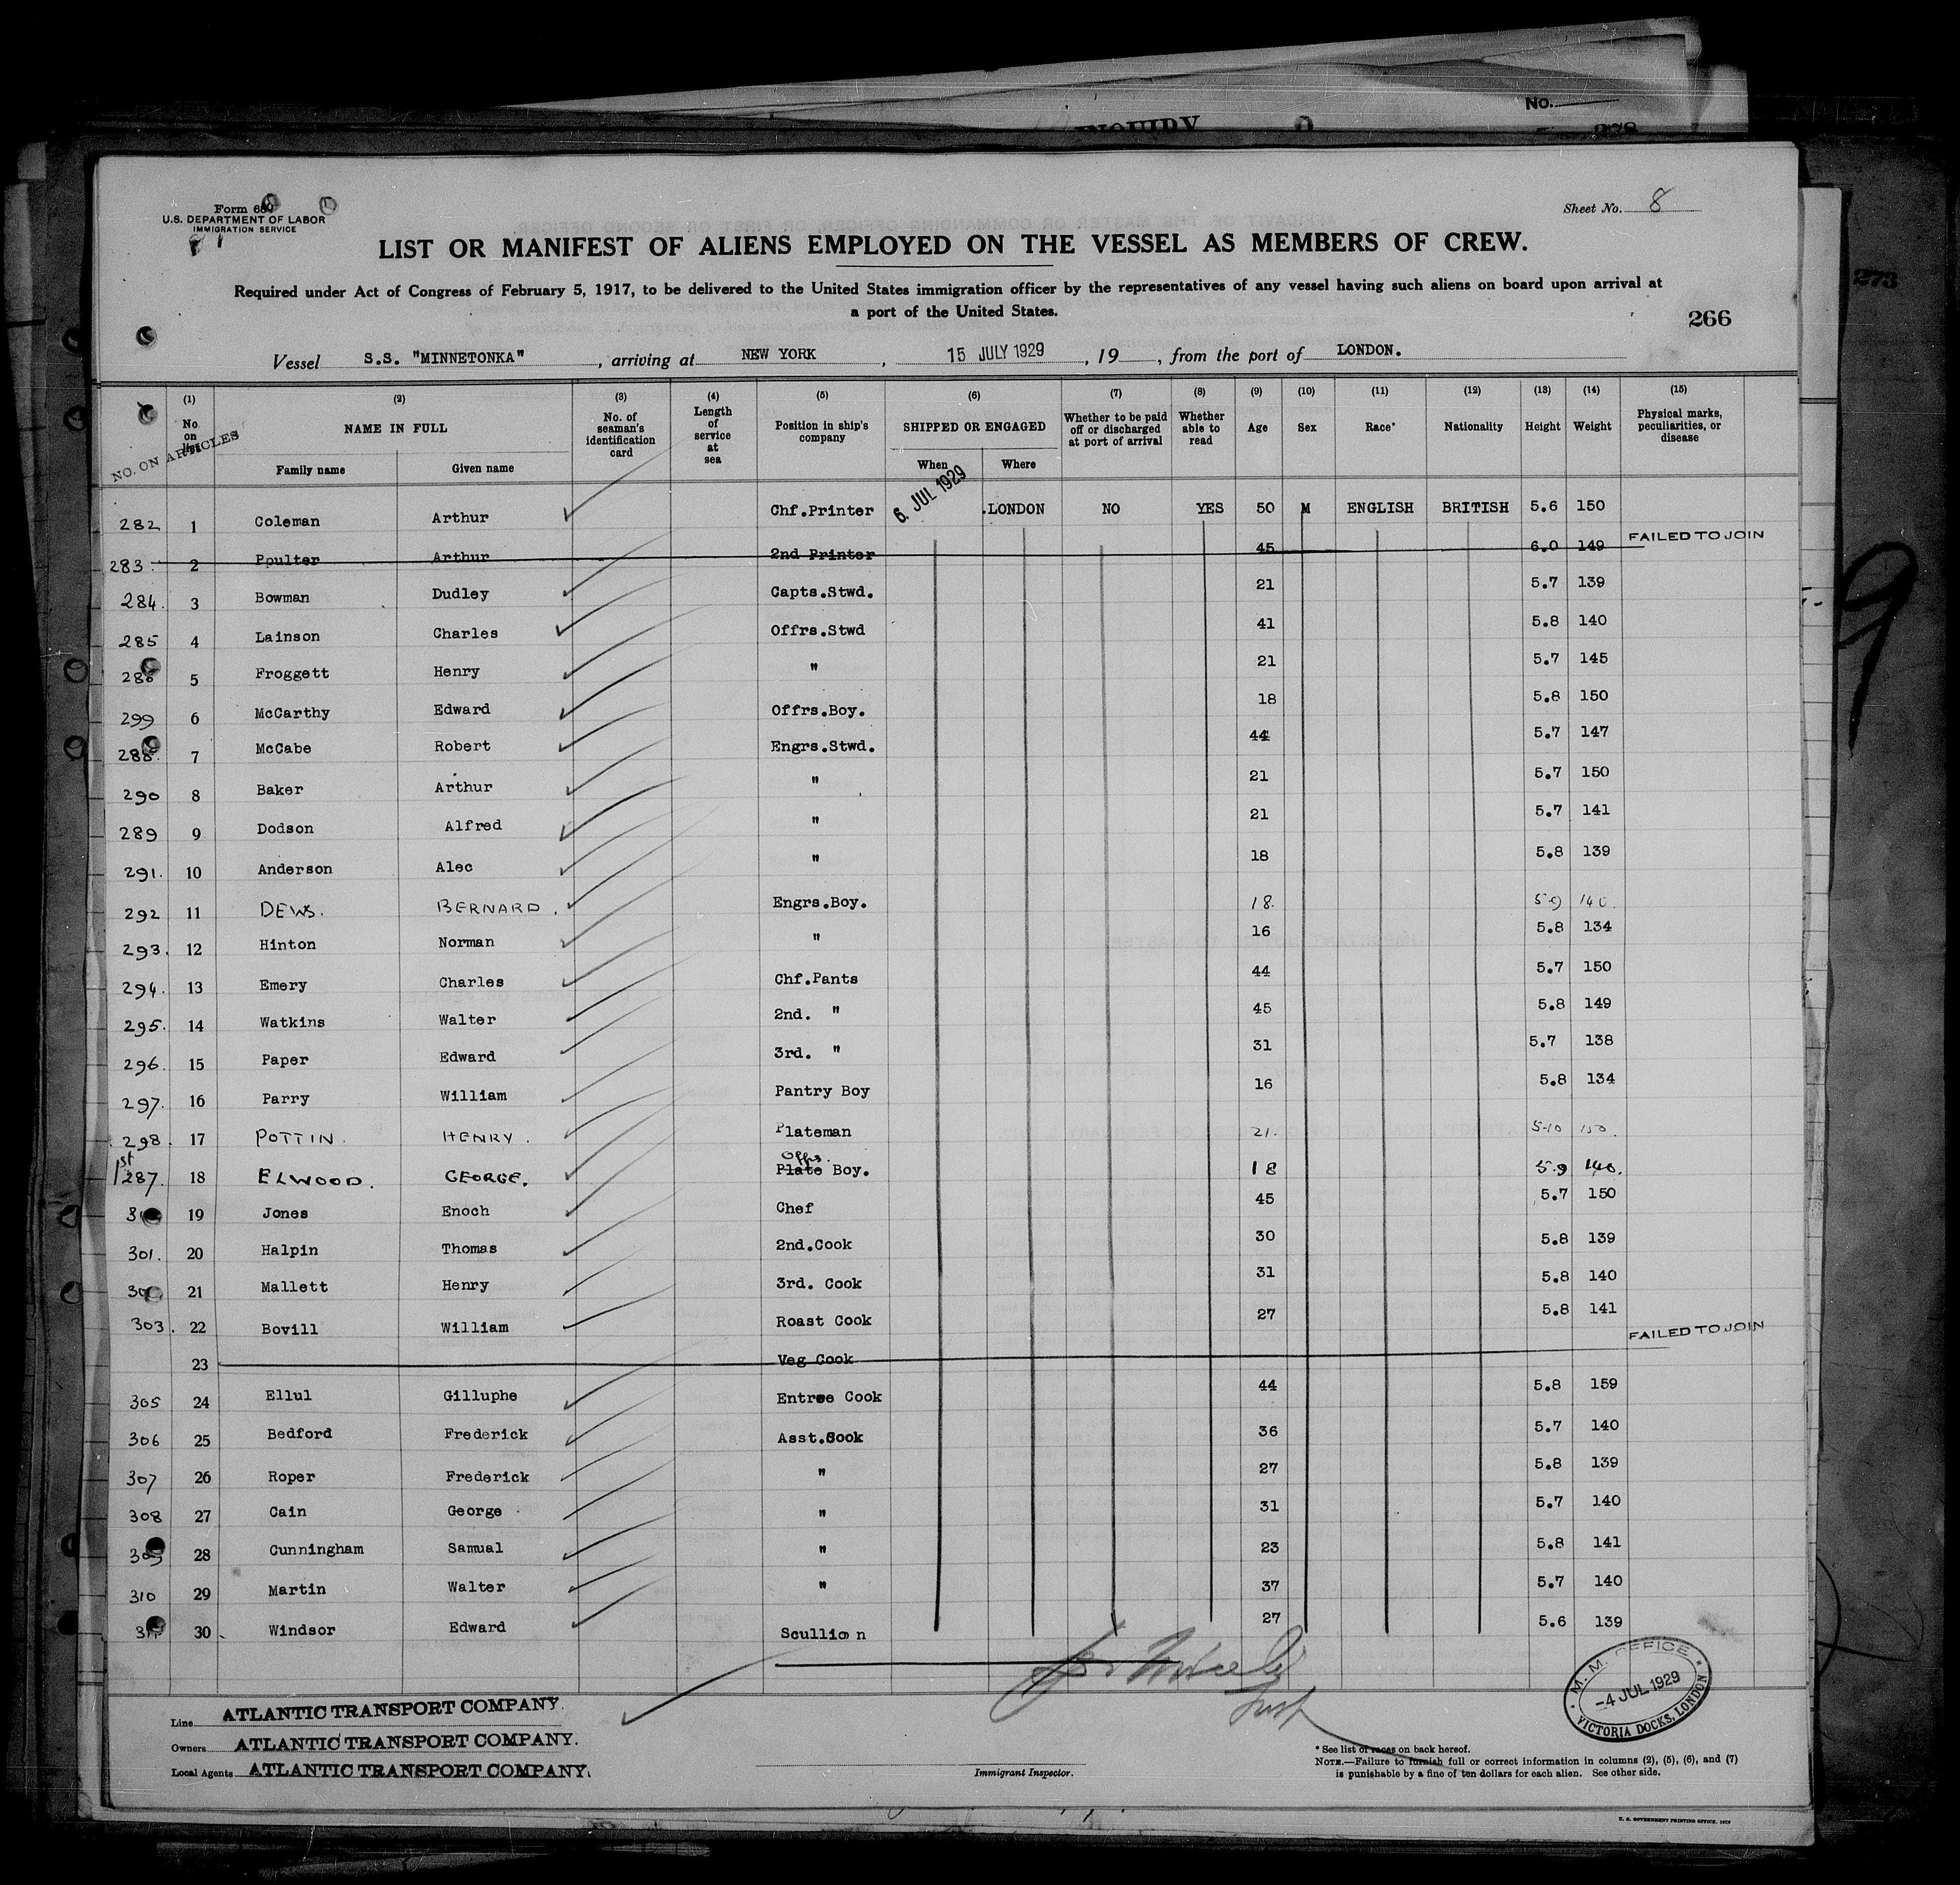 No.
INQUIRY
278
273
9
Form 680
U.S. DEPARTMENT OF LABOR
IMMIGRATION SERVICE
Sheet No. 8
LIST OR MANIFEST OF ALIENS EMPLOYED ON THE VESSEL AS MEMBERS OF CREW.
Required under Act of Congress of February 5, 1917, to be delivered to the United States immigration officer by the representatives of any vessel having such aliens on board upon arrival at
a port of the United States.
266
Vessel S.S. "MINNETONKA", arriving at NEW YORK, 15 JULY 1929, 19, from the port of LONDON.
NO. ON ARTICLES
(1) (2) (3) (4) (5) (6) (7) (8) (9) (10) (11) (12) (13) (14) (15)
No. on list
NAME IN FULL
Family name Given name
No. of seaman's identification card
Length of service at sea
Position in ship's company
SHIPPED OR ENGAGED
When Where
Whether to be paid off or discharged at port of arrival
Whether able to read
Age Sex Race* Nationality Height Weight
Physical marks, peculiarities, or disease
282 1 Coleman Arthur Chf.Printer 6. JUL 1929 .LONDON NO YES 50 M ENGLISH BRITISH 5.6 150
283 2 Poulter Arthur 2nd Printer 45 6.0 149 FAILED TO JOIN
284. 3 Bowman Dudley Capts.Stwd. 21 5.7 139
285 4 Lainson Charles Offrs.Stwd 41 5.8 140
286 5 Froggett Henry " 21 5.7 145
299 6 McCarthy Edward Offrs.Boy. 18 5.8 150
288. 7 McCabe Robert Engrs.Stwd. 44 5.7 147
290 8 Baker Arthur " 21 5.7 150
289 9 Dodson Alfred " 21 5.7 141
291. 10 Anderson Alec " 18 5.8 139
292 11 DEWS. BERNARD. Engrs.Boy. 18. 5-9 140.
293. 12 Hinton Norman " 16 5.8 134
294. 13 Emery Charles Chf.Pants 44 5.7 150
295. 14 Watkins Walter 2nd. " 45 5.8 149
296. 15 Paper Edward 3rd. " 31 5.7 138
297. 16 Parry William Pantry Boy 16 5.8 134
298. 17 POTTIN. HENRY. Plateman 21. 5-10 150.
1st 287. 18 ELWOOD. GEORGE. Plate Offs. Boy. 18 5.9 140.
19 Jones Enoch Chef 45 5.7 150
301. 20 Halpin Thomas 2nd.Cook 30 5.8 139
21 Mallett Henry 3rd. Cook 31 5.8 140
303. 22 Bovill William Roast Cook 27 5.8 141
23 Veg Cook FAILED TO JOIN
305 24 Ellul Gilluphe Entree Cook 44 5.8 159
306 25 Bedford Frederick Asst.Cook 36 5.7 140
307 26 Roper Frederick " 27 5.8 139
308 27 Cain George " 31 5.7 140
309 28 Cunningham Samual " 23 5.8 141
310 29 Martin Walter " 37 5.7 140
30 Windsor Edward Scullion 27 5.6 139
M. M. OFFICE
-4 JUL 1929
VICTORIA DOCKS, LONDON
Line ATLANTIC TRANSPORT COMPANY.
Owners ATLANTIC TRANSPORT COMPANY.
Local Agents ATLANTIC TRANSPORT COMPANY.
Immigrant Inspector.
* See list of races on back hereof.
NOTE.—Failure to furnish full or correct information in columns (2), (5), (6), and (7)
is punishable by a fine of ten dollars for each alien. See other side.
U. S. GOVERNMENT PRINTING OFFICE.